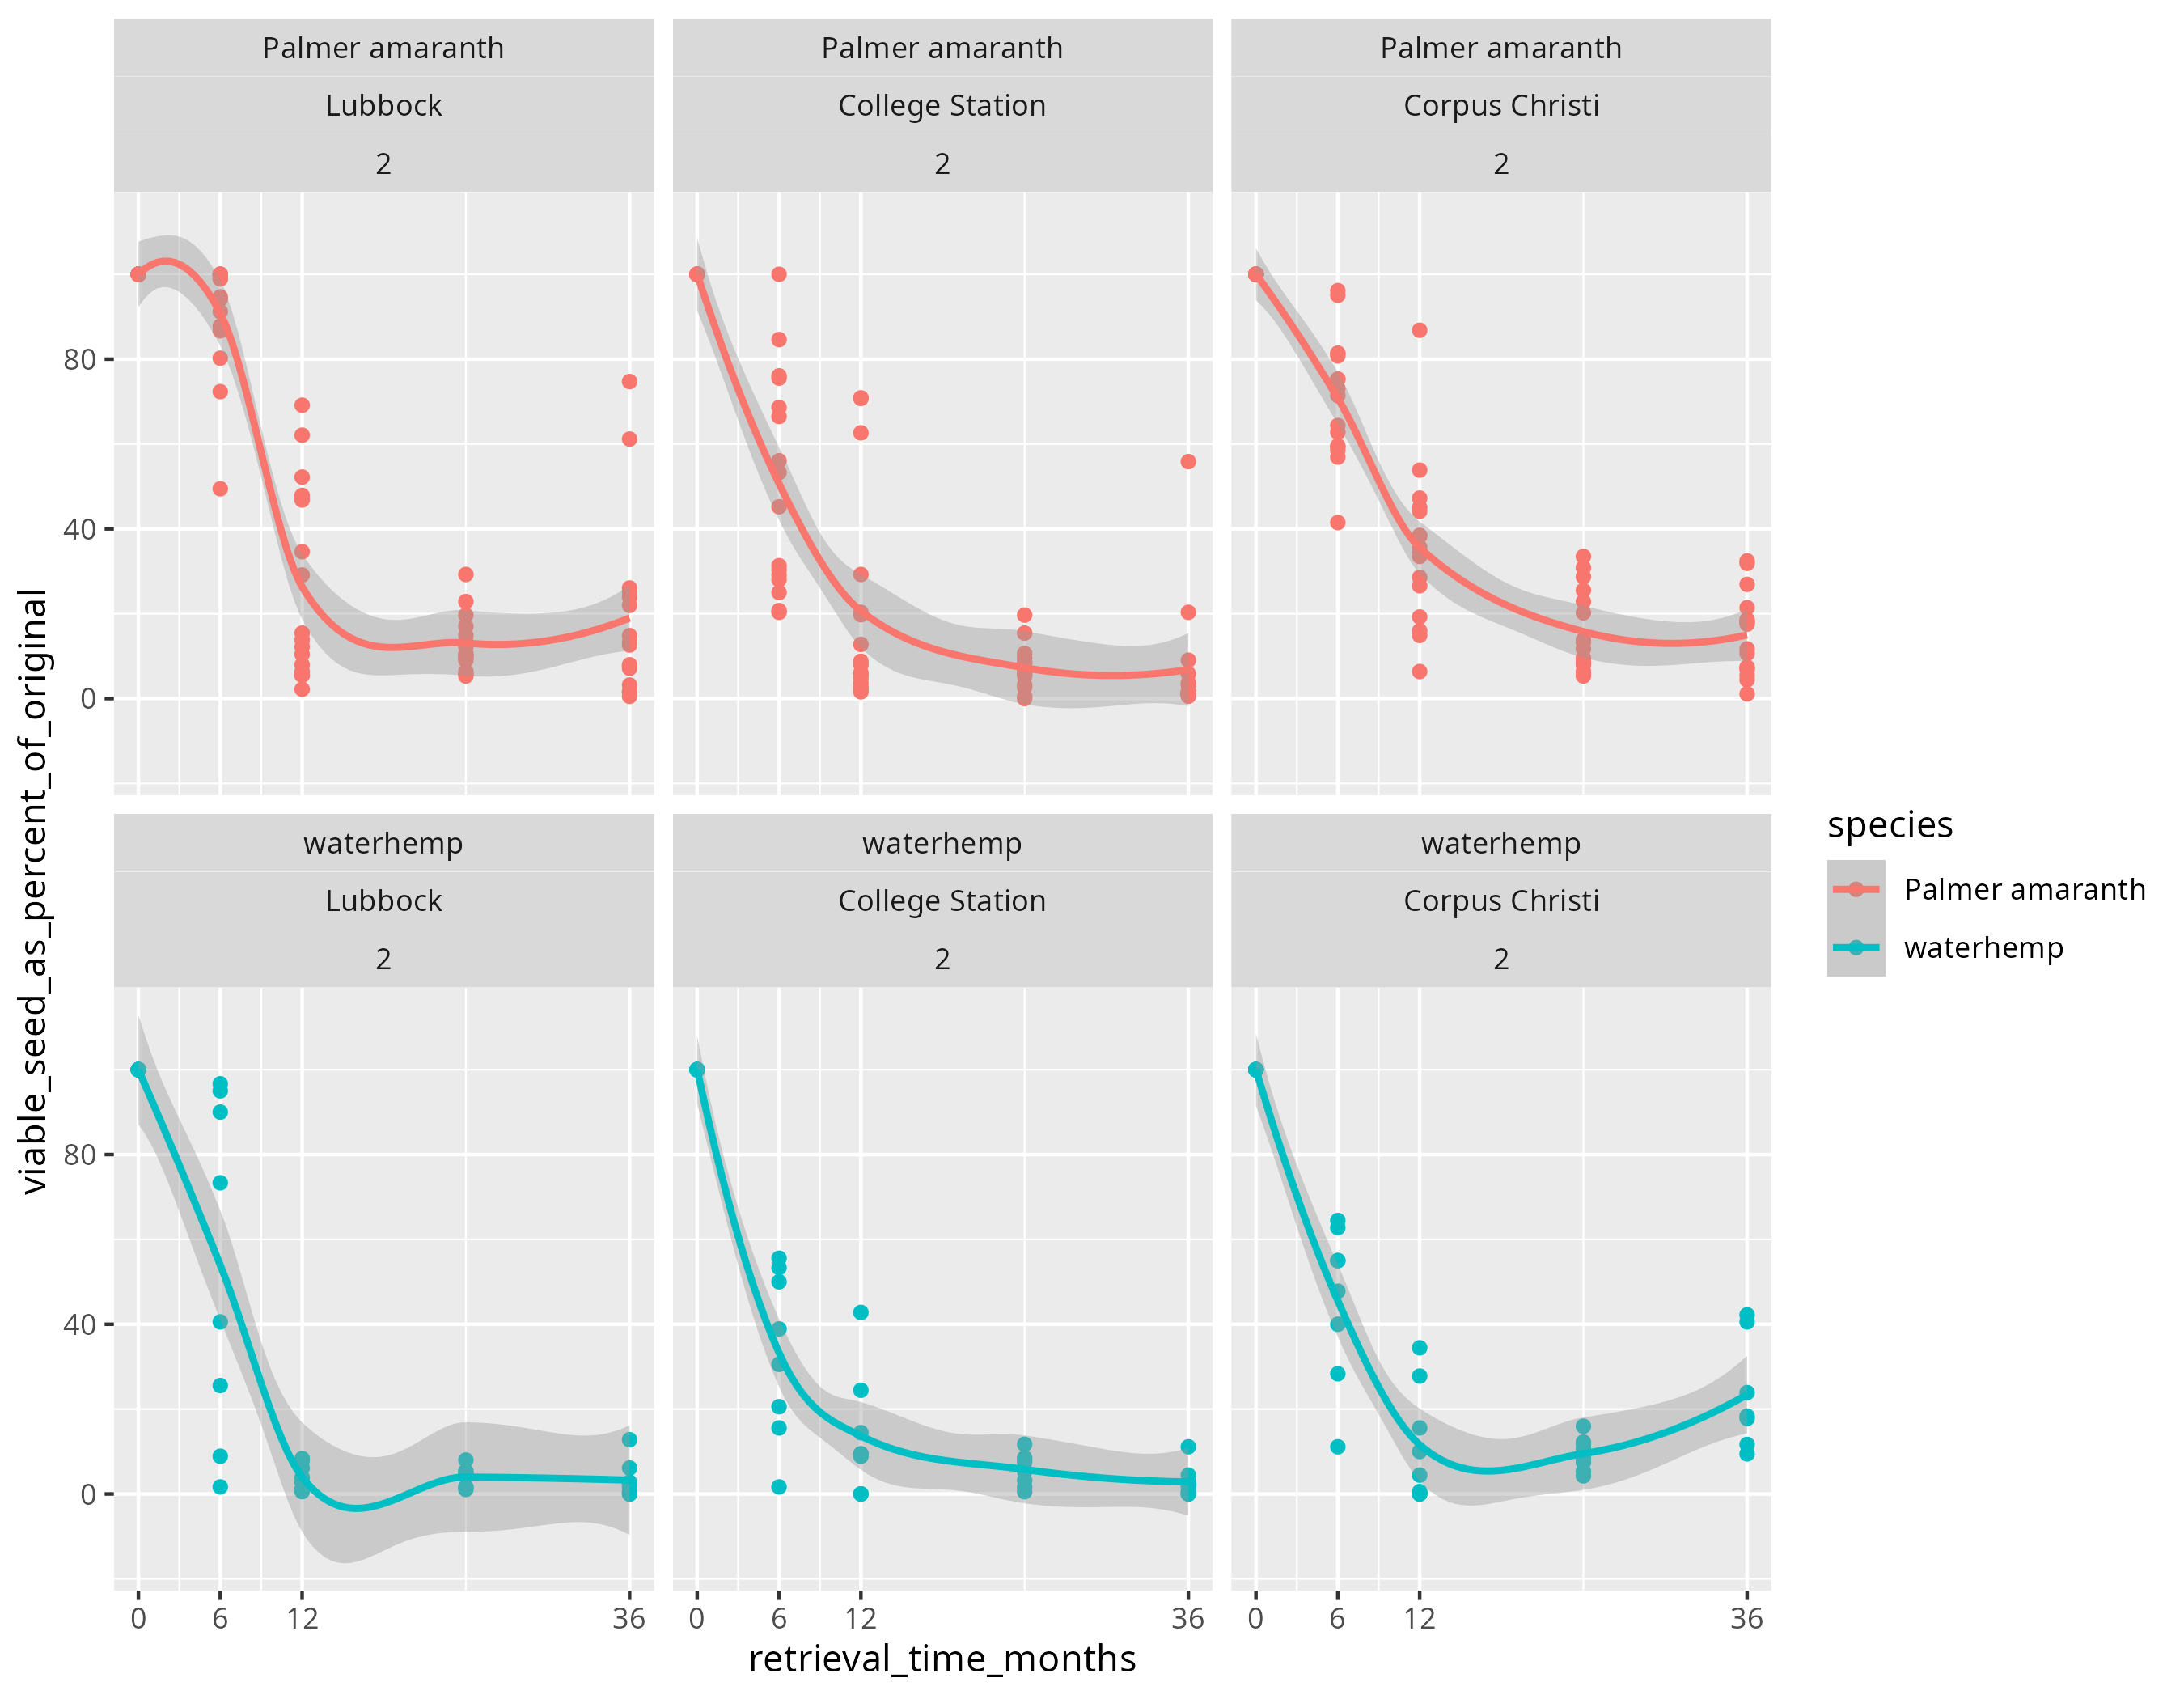 Palmer amaranth
Palmer amaranth
Palmer amaranth
Lubbock
College Station
Corpus Christi
2
2
2
80
40
0
viable_seed_as_percent_of_original
waterhemp
waterhemp
waterhemp
Lubbock
College Station
Corpus Christi
2
2
2
80
40
0
0 6 12 36
0 6 12 36
0 6 12 36
retrieval_time_months
species
Palmer amaranth
waterhemp